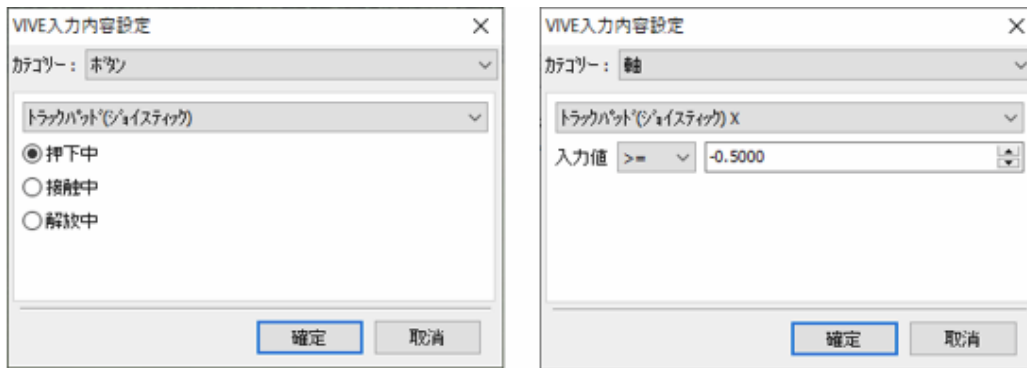 VIVE入力内容設定
カテゴリー： ボタン
トラックパッド(ジョイスティック)
押下中
接触中
解放中
確定 取消
VIVE入力内容設定
カテゴリー： 軸
トラックパッド(ジョイスティック) X
入力値 >= -0.5000
確定 取消